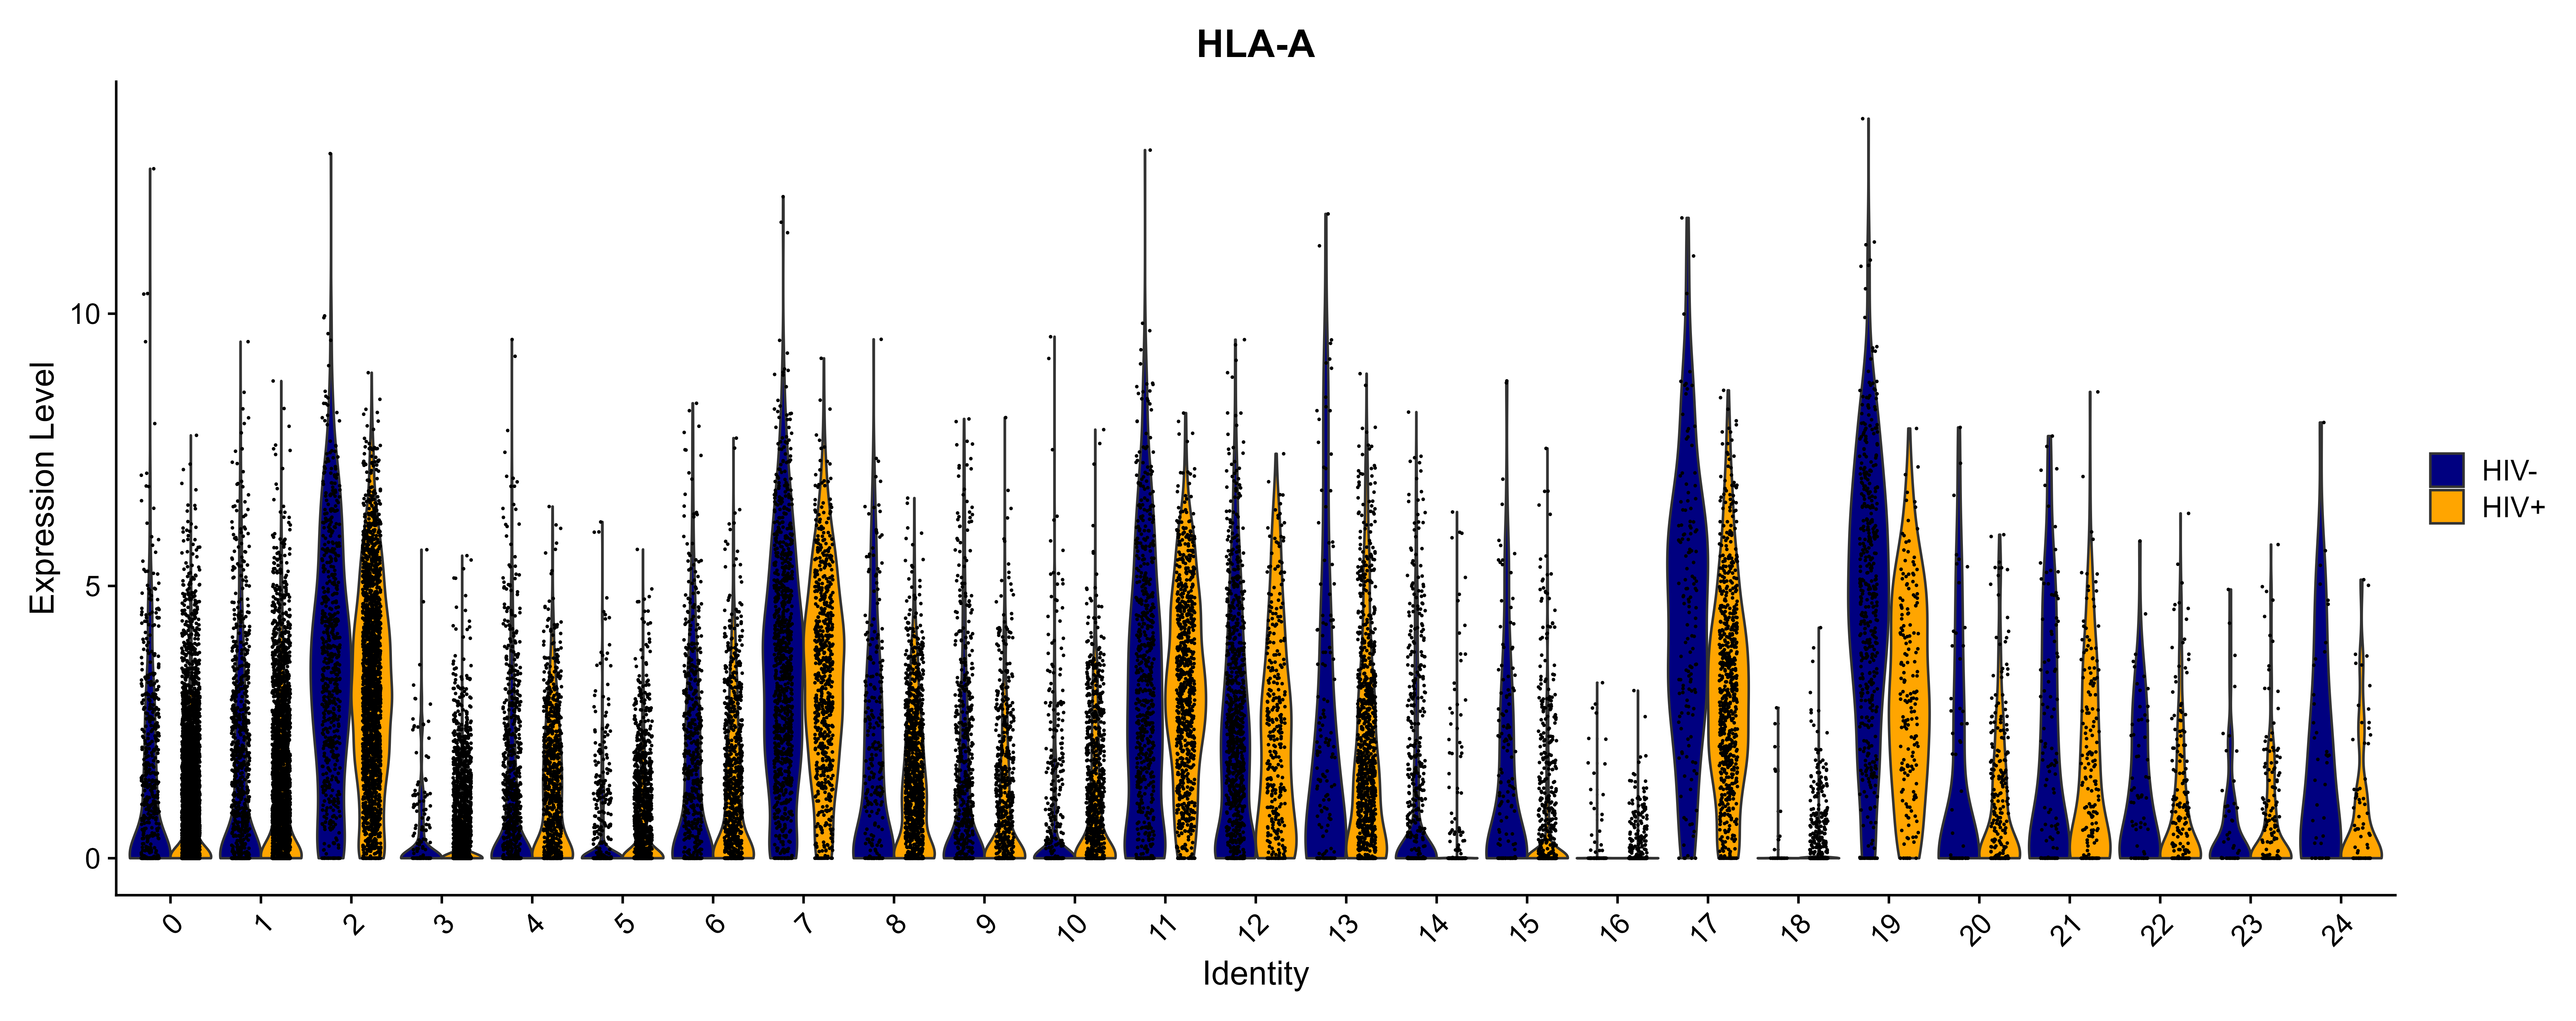 HLA-A
Expression Level
10
5
0
0 1 2 3 4 5 6 7 8 9 10 11 12 13 14 15 16 17 18 19 20 21 22 23 24
Identity
HIV-
HIV+